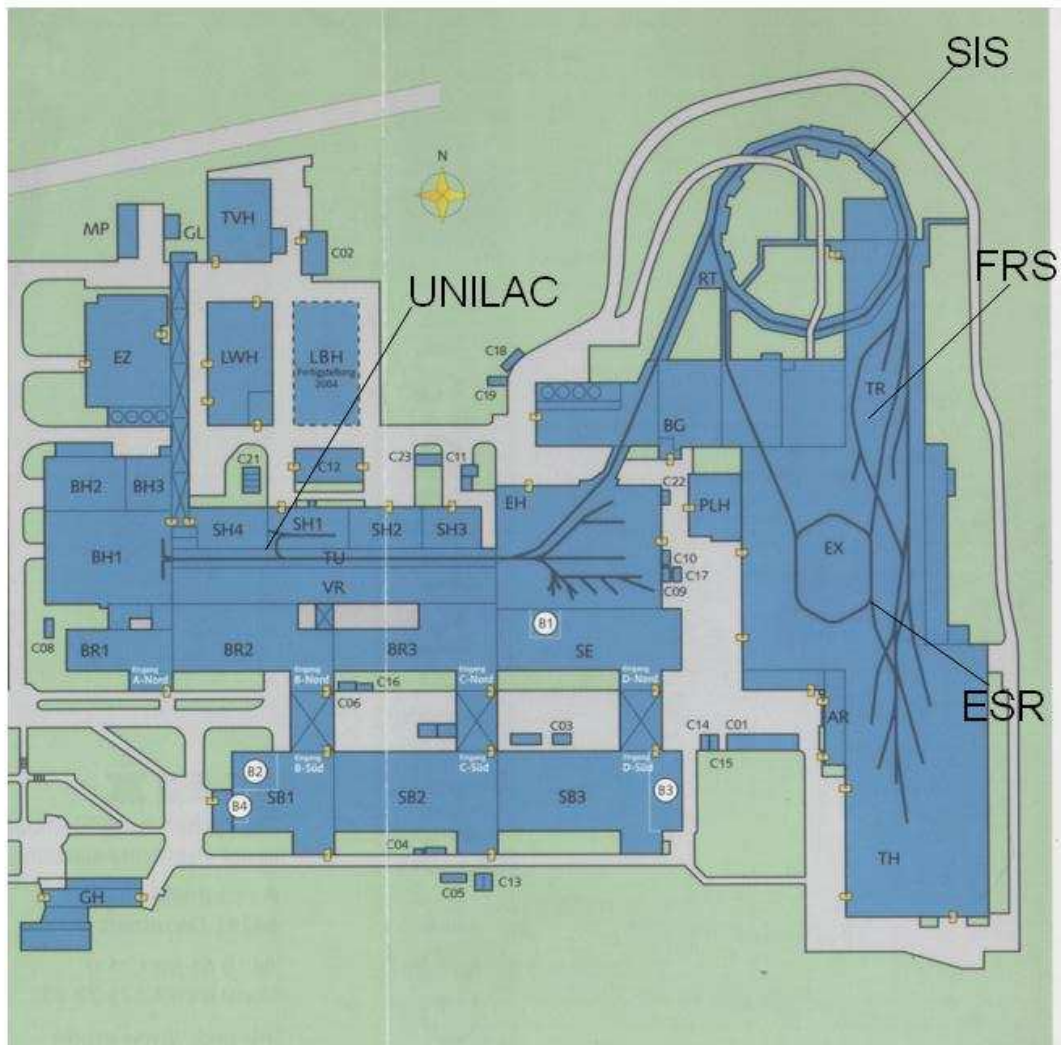 SIS
N
TVH
MP
GL
C02
FRS
UNILAC
RT
EZ
LWH
LBH
Fertigstellung
2004
C18
C19
TR
BG
C23
C11
C21
C12
BH2
BH3
C22
EH
PLH
SH4
SH1
SH2
SH3
BH1
TU
EX
C10
C17
C09
VR
C08
B1
BR1
BR2
BR3
SE
Eingang
A-Nord
Eingang
B-Nord
Eingang
C-Nord
Eingang
D-Nord
C16
C06
ESR
AR
C03
C14
C01
C15
Eingang
B-Süd
Eingang
C-Süd
Eingang
D-Süd
B2
B4
SB1
SB2
SB3
B3
C04
TH
C05
C13
GH